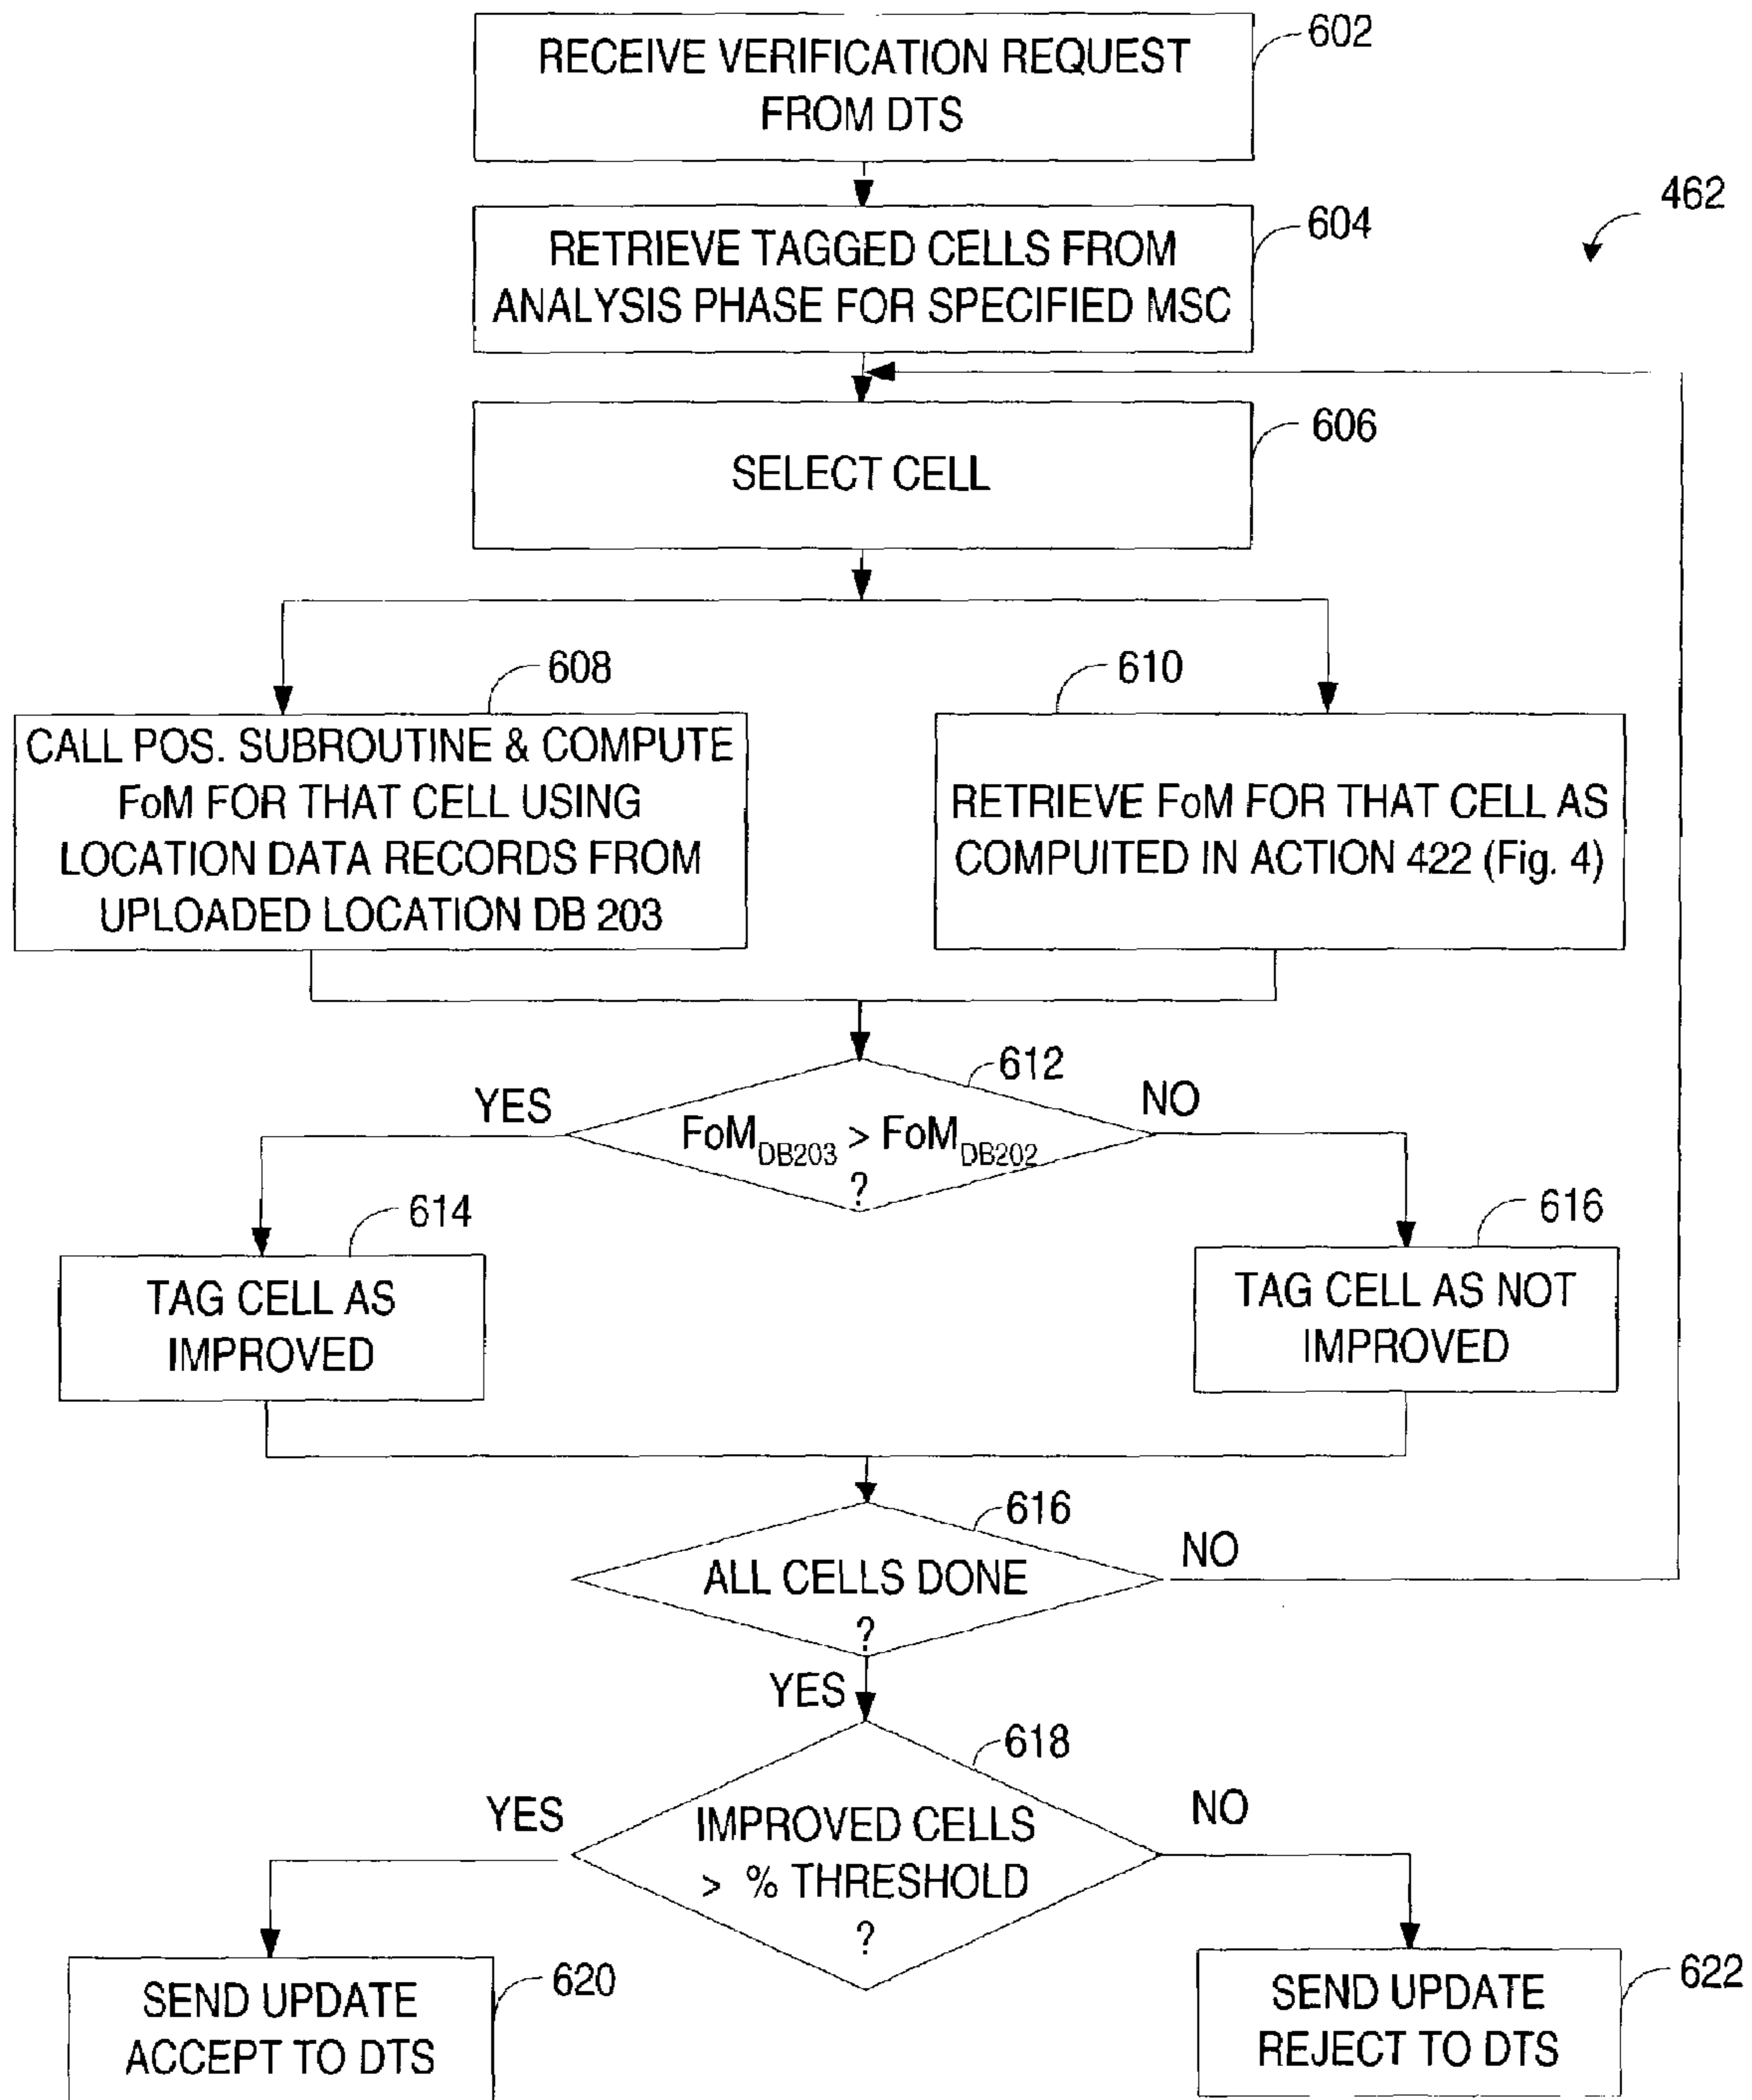 RECEIVE VERIFICATION REQUEST
FROM DTS
602
462
RETRIEVE TAGGED CELLS FROM
ANALYSIS PHASE FOR SPECIFIED MSC
604
SELECT CELL
606
608
CALL POS. SUBROUTINE & COMPUTE
FoM FOR THAT CELL USING
LOCATION DATA RECORDS FROM
UPLOADED LOCATION DB 203
610
RETRIEVE FoM FOR THAT CELL AS
COMPUITED IN ACTION 422 (Fig. 4)
612
YES
NO
FoM_DB203 > FoM_DB202
?
614
TAG CELL AS
IMPROVED
616
TAG CELL AS NOT
IMPROVED
616
ALL CELLS DONE
?
NO
YES
618
YES
NO
IMPROVED CELLS
> % THRESHOLD
?
SEND UPDATE
ACCEPT TO DTS
620
SEND UPDATE
REJECT TO DTS
622